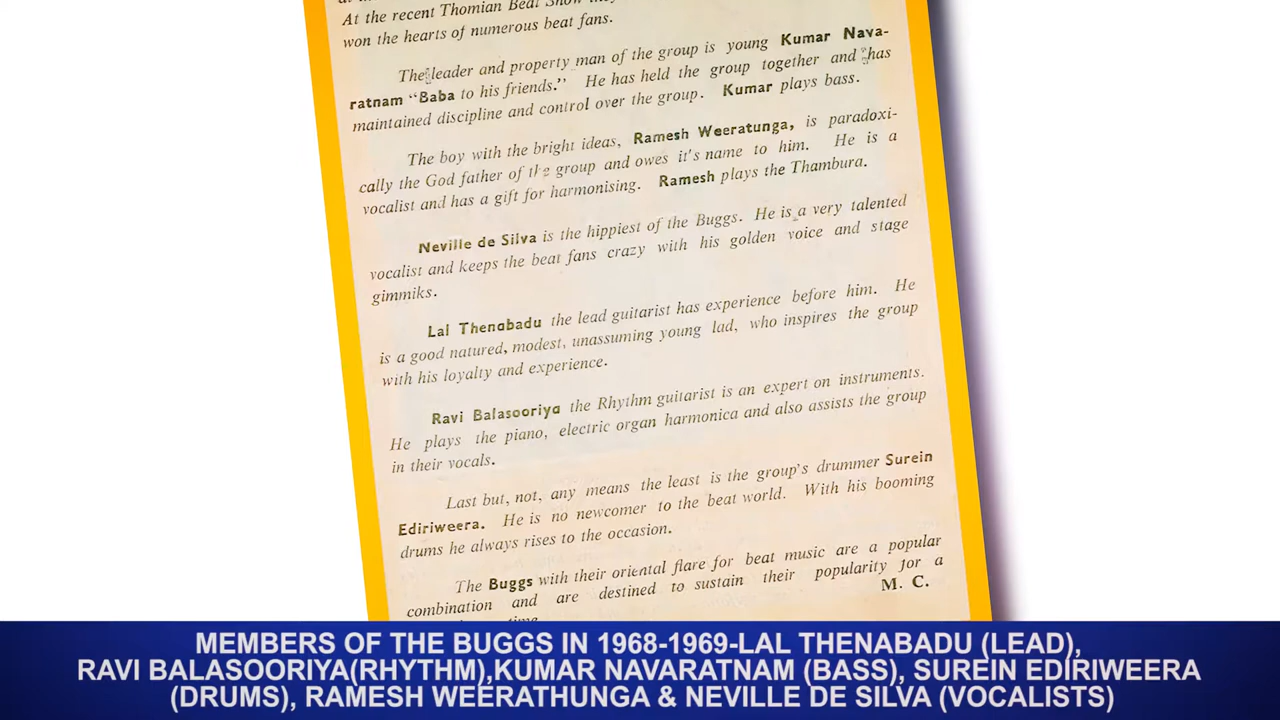 At the recent Thomian Beat Show they
won the hearts of numerous beat fans.
The leader and property man of the group is young Kumar Nava-
ratnam "Baba to his friends." He has held the group together and has
maintained discipline and control over the group. Kumar plays bass.
The boy with the bright ideas, Ramesh Weeratunga, is paradoxi-
cally the God father of the group and owes it's name to him. He is a
vocalist and has a gift for harmonising. Ramesh plays the Thambura.
Neville de Silva is the hippiest of the Buggs. He is a very talented
vocalist and keeps the beat fans crazy with his golden voice and stage
gimmiks.
Lal Thenabadu the lead guitarist has experience before him. He
is a good natured, modest, unassuming young lad, who inspires the group
with his loyalty and experience.
Ravi Balasooriya the Rhythm guitarist is an expert on instruments.
He plays the piano, electric organ harmonica and also assists the group
in their vocals.
Last but, not, any means the least is the group's drummer Surein
Ediriweera. He is no newcomer to the beat world. With his booming
drums he always rises to the occasion.
The Buggs with their oriental flare for beat music are a popular
combination and are destined to sustain their popularity for a
time
M. C.
MEMBERS OF THE BUGGS IN 1968-1969-LAL THENABADU (LEAD),
RAVI BALASOORIYA(RHYTHM),KUMAR NAVARATNAM (BASS), SUREIN EDIRIWEERA
(DRUMS), RAMESH WEERATHUNGA & NEVILLE DE SILVA (VOCALISTS)